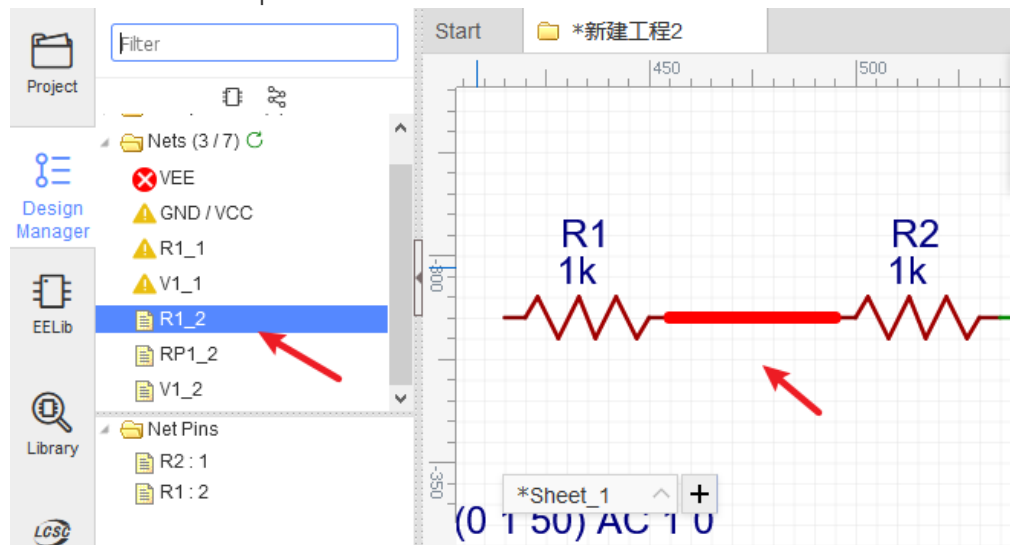 Filter
Project
Nets (3 / 7)
VEE
GND / VCC
R1_1
V1_1
R1_2
RP1_2
V1_2
Net Pins
R2 : 1
R1 : 2
Design
Manager
EELib
Library
LCSC
Start
*新建工程2
450
500
-300
R1
1k
R2
1k
-350
*Sheet_1
+
(0 1 50) AC 1 0